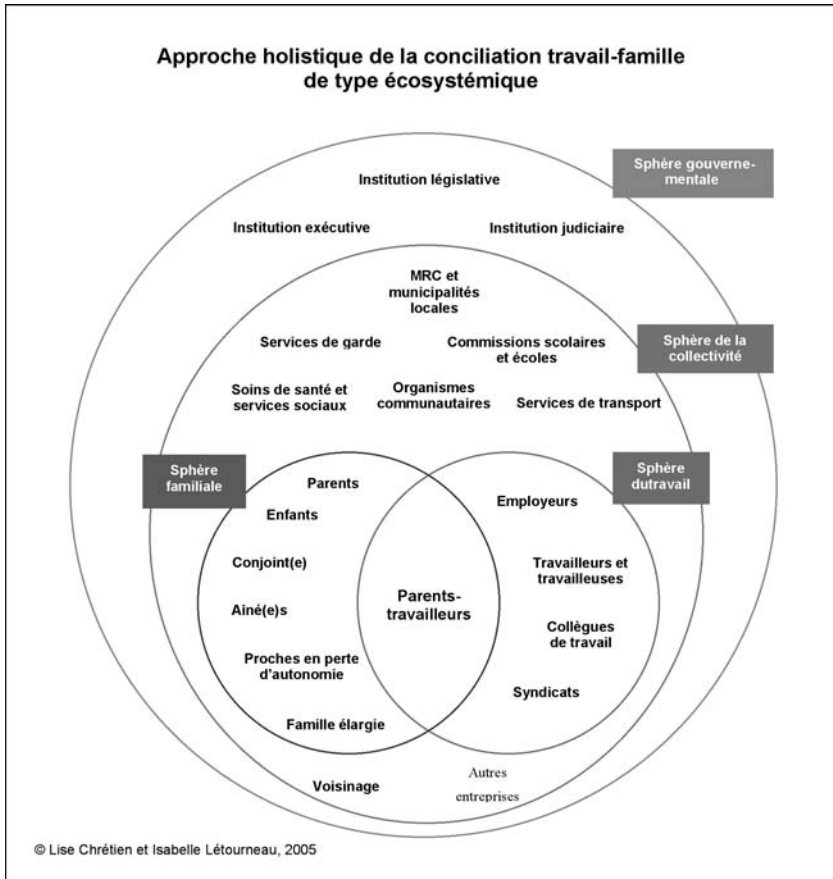 Approche holistique de la conciliation travail-famille
de type écosystémique
Sphère gouverne-
mentale
Institution législative
Institution exécutive
Institution judiciaire
MRC et
municipalités
locales
Sphère de la
collectivité
Services de garde
Commissions scolaires
et écoles
Soins de santé et
services sociaux
Organismes
communautaires
Services de transport
Sphère
familiale
Sphère
dutravail
Parents
Enfants
Conjoint(e)
Aîné(e)s
Proches en perte
d'autonomie
Famille élargie
Parents-
travailleurs
Employeurs
Travailleurs et
travailleuses
Collègues
de travail
Syndicats
Voisinage
Autres
entreprises
© Lise Chrétien et Isabelle Létourneau, 2005